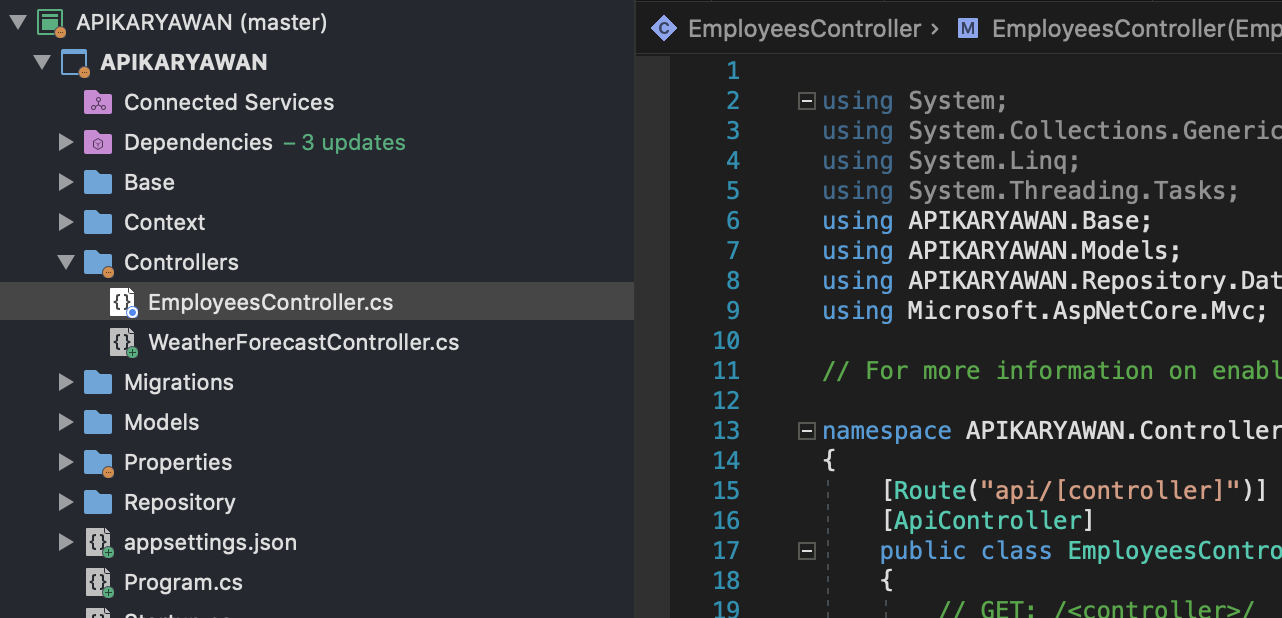 APIKARYAWAN (master)
APIKARYAWAN
Connected Services
Dependencies – 3 updates
Base
Context
Controllers
EmployeesController.cs
WeatherForecastController.cs
Migrations
Models
Properties
Repository
appsettings.json
Program.cs
EmployeesController › M EmployeesController(Emp
1
2 using System;
3 using System.Collections.Generic
4 using System.Linq;
5 using System.Threading.Tasks;
6 using APIKARYAWAN.Base;
7 using APIKARYAWAN.Models;
8 using APIKARYAWAN.Repository.Dat
9 using Microsoft.AspNetCore.Mvc;
10
11 // For more information on enabl
12
13 namespace APIKARYAWAN.Controller
14 {
15 [Route("api/[controller]")]
16 [ApiController]
17 public class EmployeesContro
18 {
19 // GET: /<controller>/